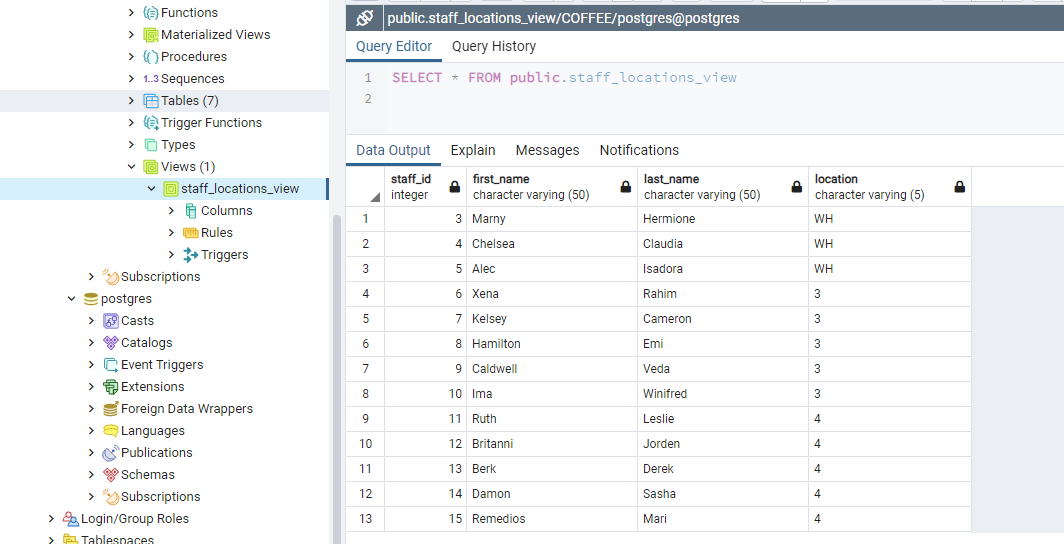 Functions
Materialized Views
Procedures
1..3 Sequences
Tables (7)
Trigger Functions
Types
Views (1)
staff_locations_view
Columns
Rules
Triggers
Subscriptions
postgres
Casts
Catalogs
Event Triggers
Extensions
Foreign Data Wrappers
Languages
Publications
Schemas
Subscriptions
Login/Group Roles
Tablespaces
public.staff_locations_view/COFFEE/postgres@postgres
Query Editor Query History
1 SELECT * FROM public.staff_locations_view
2
Data Output Explain Messages Notifications
staff_id first_name last_name location
integer character varying (50) character varying (50) character varying (5)
1 3 Marny Hermione WH
2 4 Chelsea Claudia WH
3 5 Alec Isadora WH
4 6 Xena Rahim 3
5 7 Kelsey Cameron 3
6 8 Hamilton Emi 3
7 9 Caldwell Veda 3
8 10 Ima Winifred 3
9 11 Ruth Leslie 4
10 12 Britanni Jorden 4
11 13 Berk Derek 4
12 14 Damon Sasha 4
13 15 Remedios Mari 4